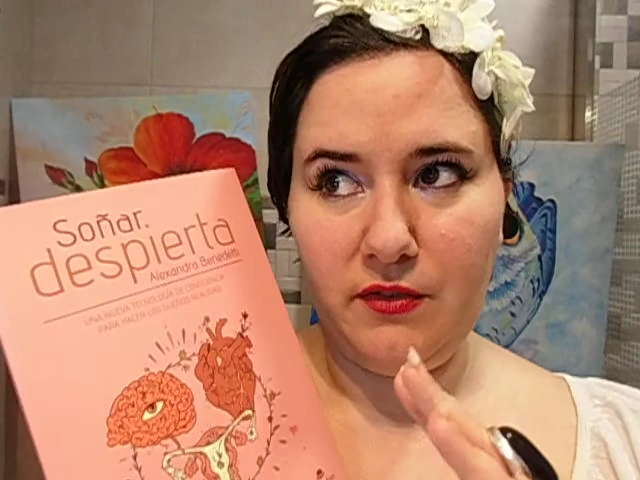 Soñar.
despierta
Alexandra Benedetti
UNA NUEVA TECNOLOGÍA DE CONSCIENCIA
PARA HACER LOS SUEÑOS REALIDAD